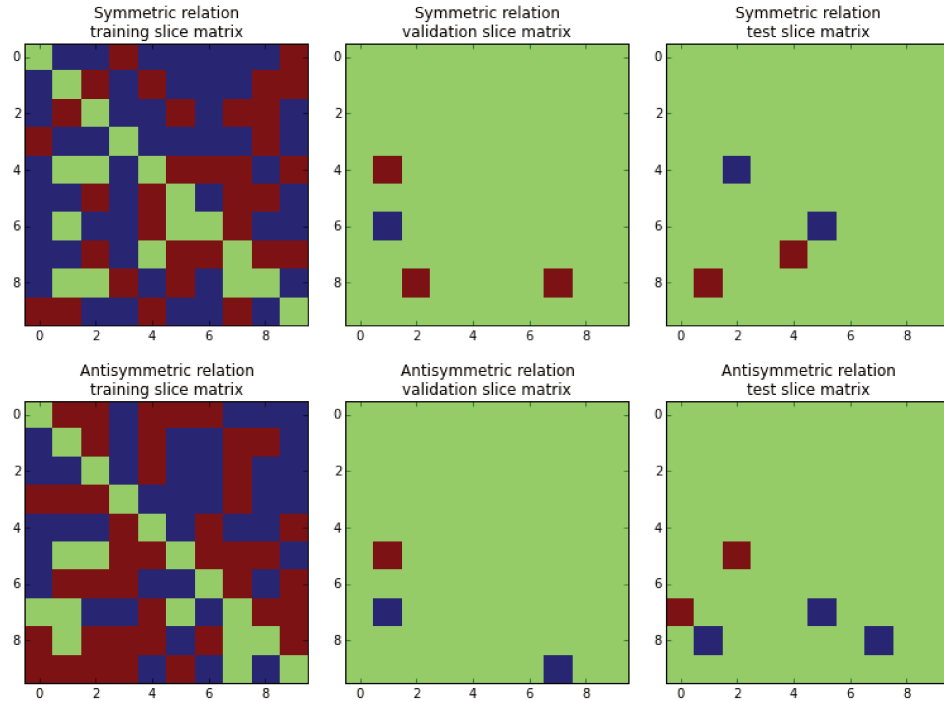 Symmetric relation
training slice matrix
Symmetric relation
validation slice matrix
Symmetric relation
test slice matrix
0
2
4
6
8
0 2 4 6 8
0
2
4
6
8
0 2 4 6 8
0
2
4
6
8
0 2 4 6 8
Antisymmetric relation
training slice matrix
Antisymmetric relation
validation slice matrix
Antisymmetric relation
test slice matrix
0
2
4
6
8
0 2 4 6 8
0
2
4
6
8
0 2 4 6 8
0
2
4
6
8
0 2 4 6 8